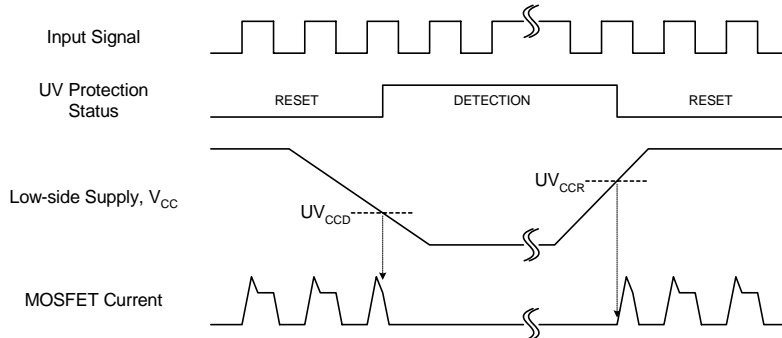 Input Signal
UV Protection
Status
RESET
DETECTION
RESET
Low-side Supply, VCC
UVCCD
UVCCR
MOSFET Current